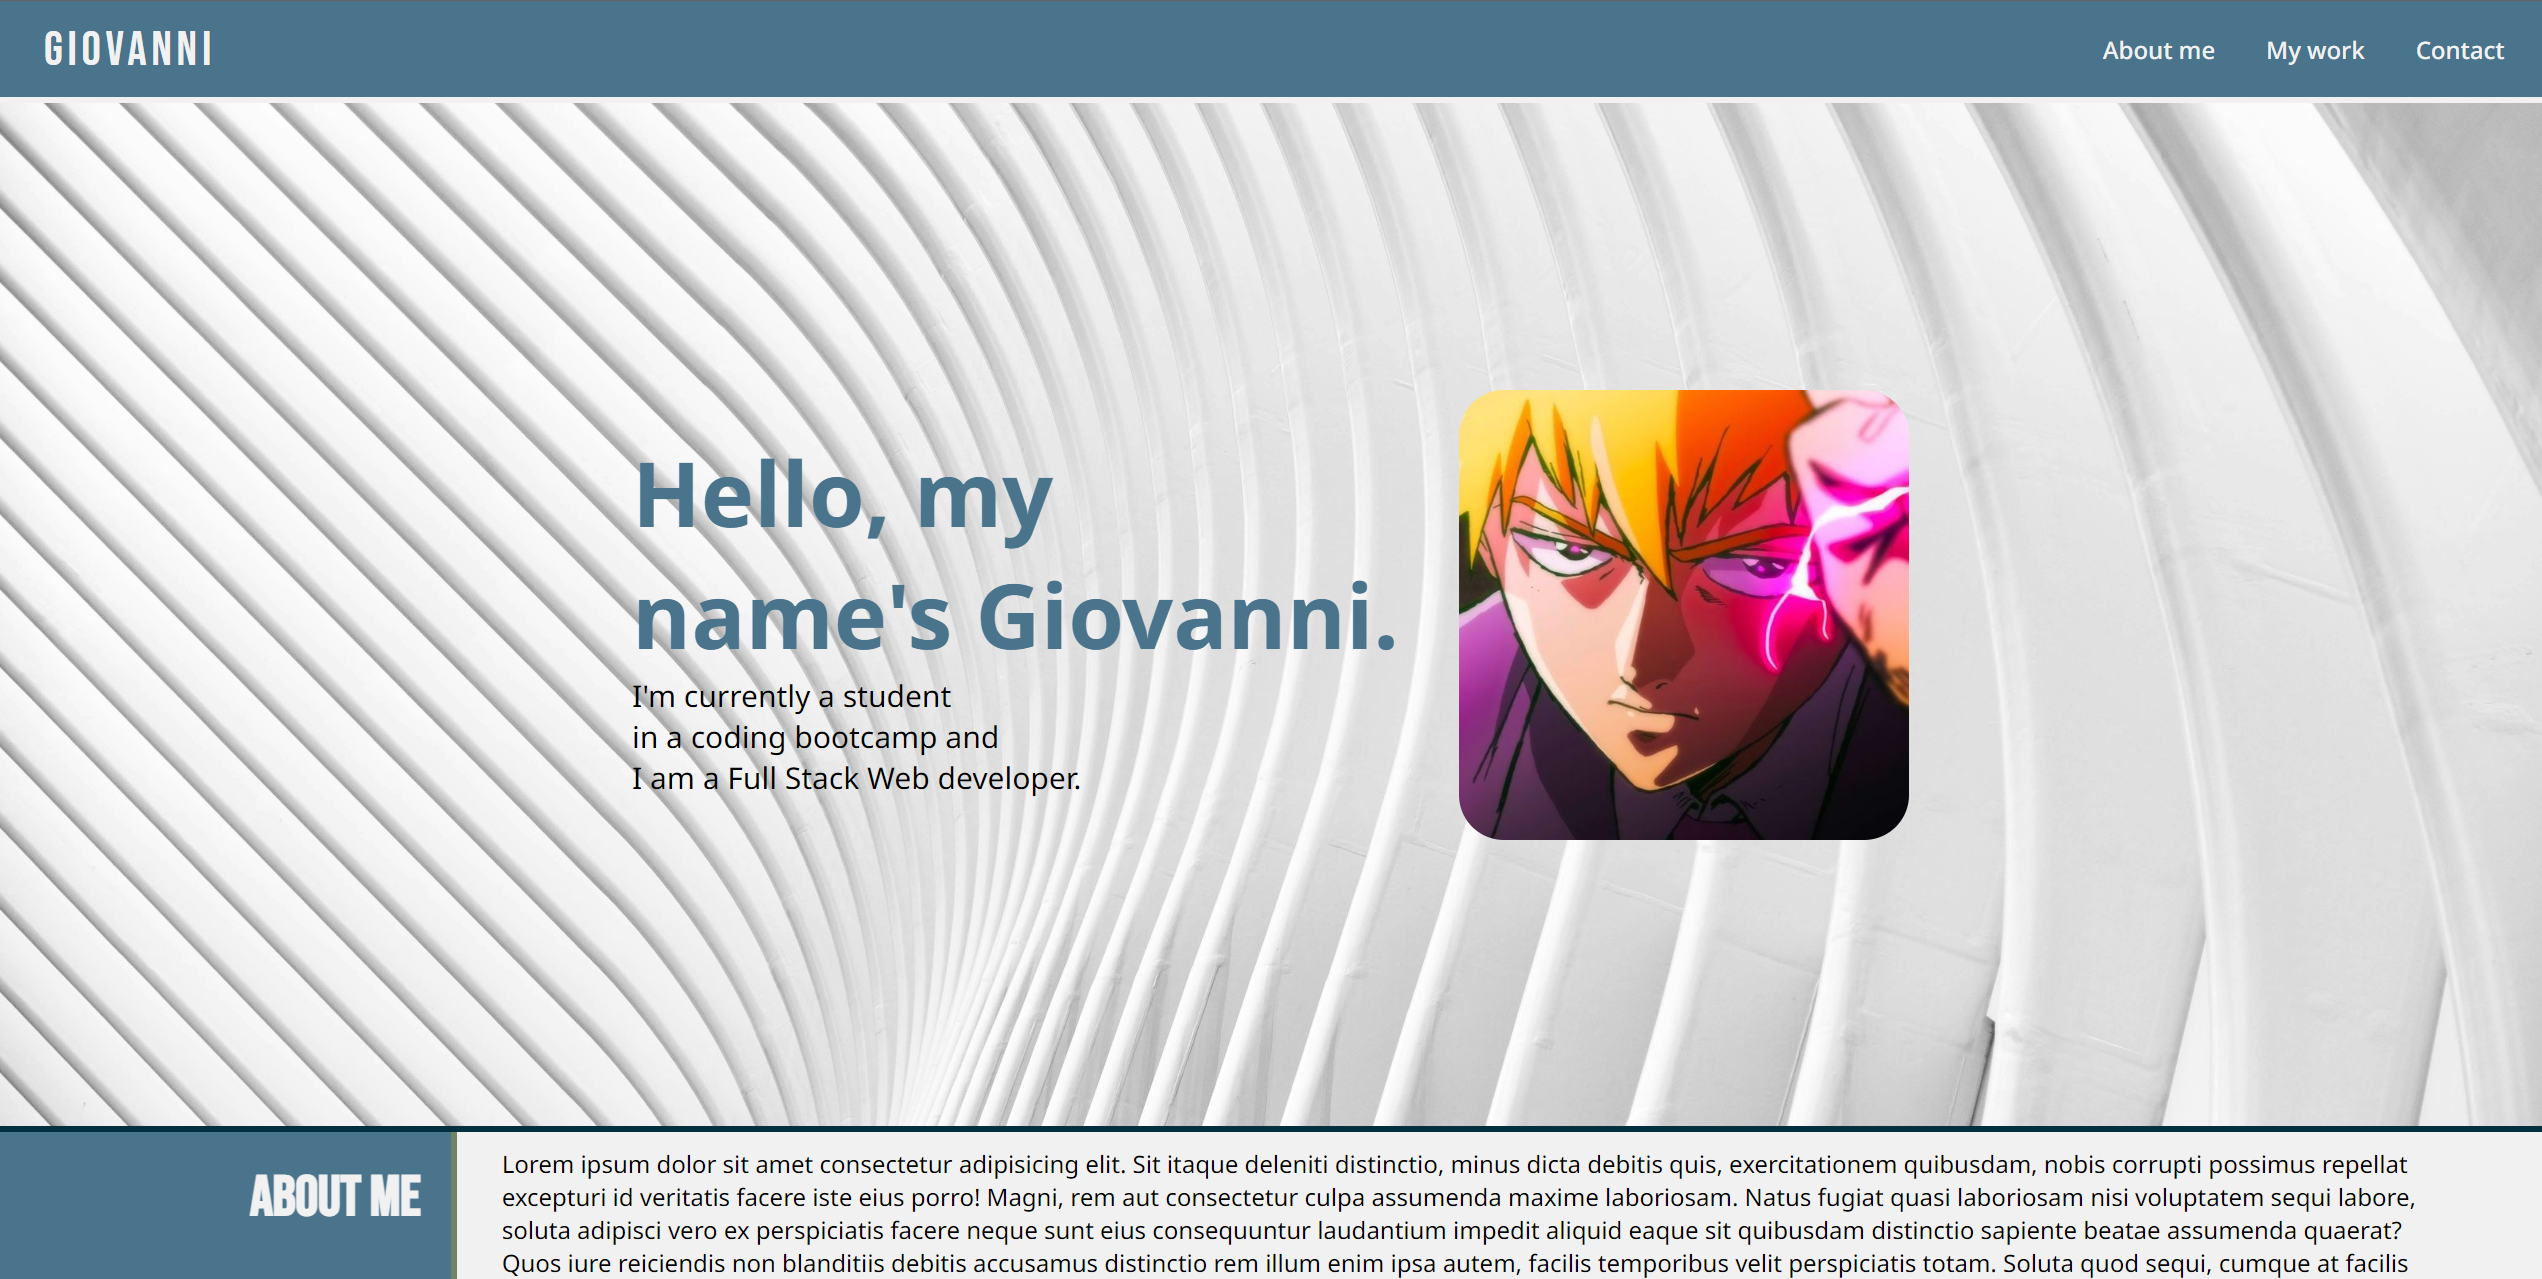 GIOVANNI
About me
My work
Contact
Hello, my
name's Giovanni.
I'm currently a student
in a coding bootcamp and
I am a Full Stack Web developer.
ABOUT ME
Lorem ipsum dolor sit amet consectetur adipisicing elit. Sit itaque deleniti distinctio, minus dicta debitis quis, exercitationem quibusdam, nobis corrupti possimus repellat
excepturi id veritatis facere iste eius porro! Magni, rem aut consectetur culpa assumenda maxime laboriosam. Natus fugiat quasi laboriosam nisi voluptatem sequi labore,
soluta adipisci vero ex perspiciatis facere neque sunt eius consequuntur laudantium impedit aliquid eaque sit quibusdam distinctio sapiente beatae assumenda quaerat?
Quos iure reiciendis non blanditiis debitis accusamus distinctio rem illum enim ipsa autem, facilis temporibus velit perspiciatis totam. Soluta quod sequi, cumque at facilis